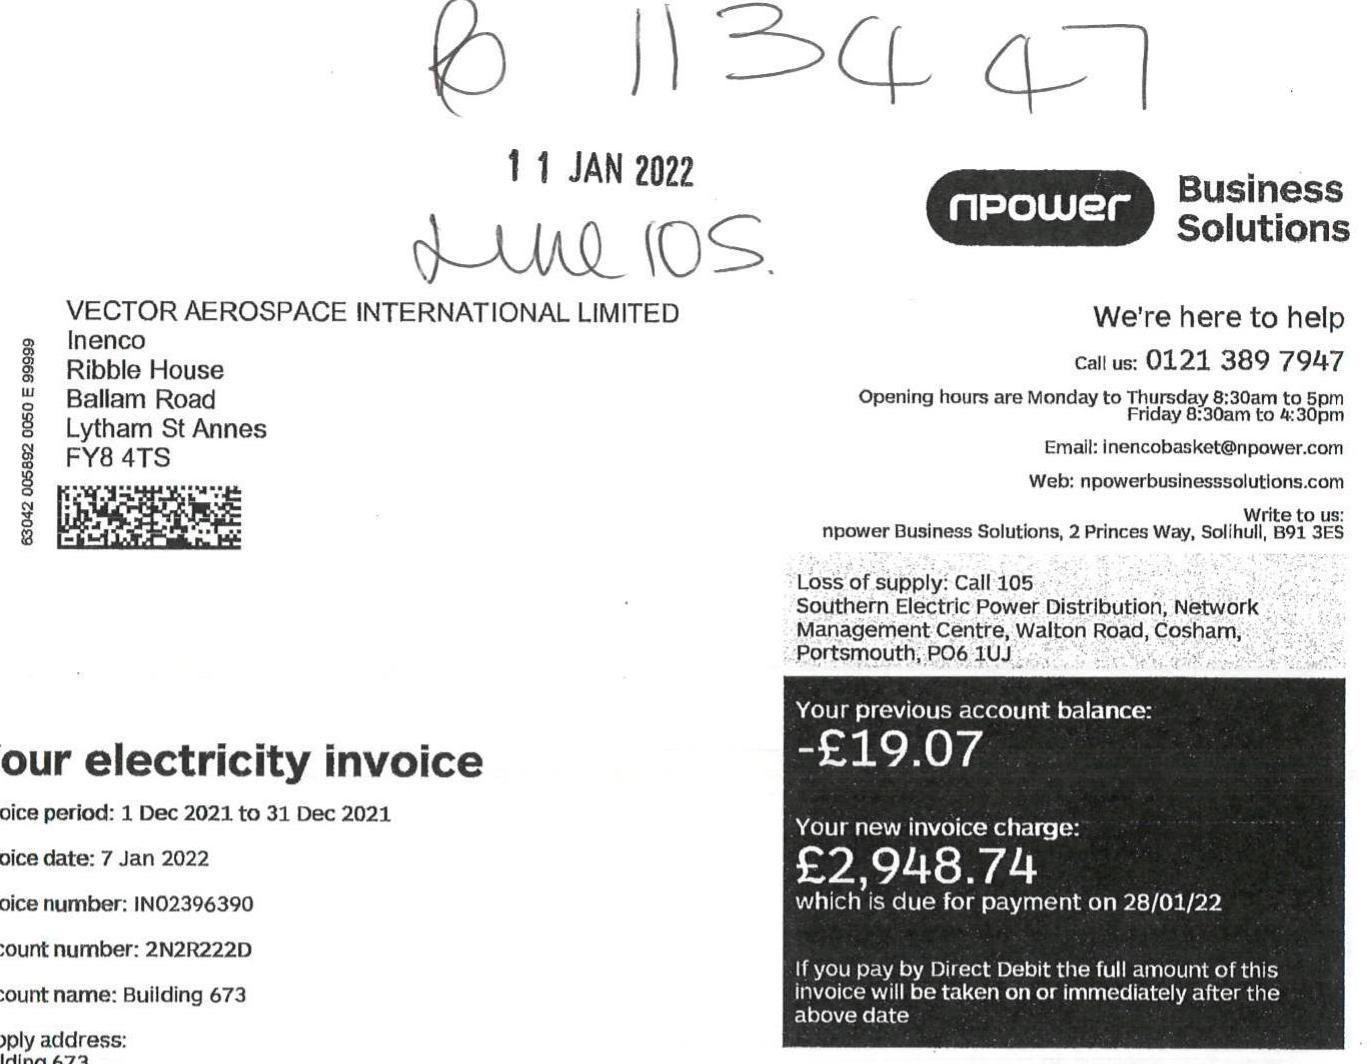 113447
11 JAN 2022
Line 105.
npower
Business
Solutions
VECTOR AEROSPACE INTERNATIONAL LIMITED
Inenco
Ribble House
Ballam Road
Lytham St Annes
FY8 4TS
63042 005892 0050 E 99999
We're here to help
Call us: 0121 389 7947
Opening hours are Monday to Thursday 8:30am to 5pm
Friday 8:30am to 4:30pm
Email: inencobasket@npower.com
Web: npowerbusinesssolutions.com
Write to us:
npower Business Solutions, 2 Princes Way, Solihull, B91 3ES
Loss of supply: Call 105
Southern Electric Power Distribution, Network
Management Centre, Walton Road, Cosham,
Portsmouth, PO6 1UJ
Your previous account balance:
-£19.07
Your new invoice charge:
£2,948.74
which is due for payment on 28/01/22
If you pay by Direct Debit the full amount of this
invoice will be taken on or immediately after the
above date
our electricity invoice
oice period: 1 Dec 2021 to 31 Dec 2021
oice date: 7 Jan 2022
oice number: IN02396390
count number: 2N2R222D
count name: Building 673
pply address:
lding 673